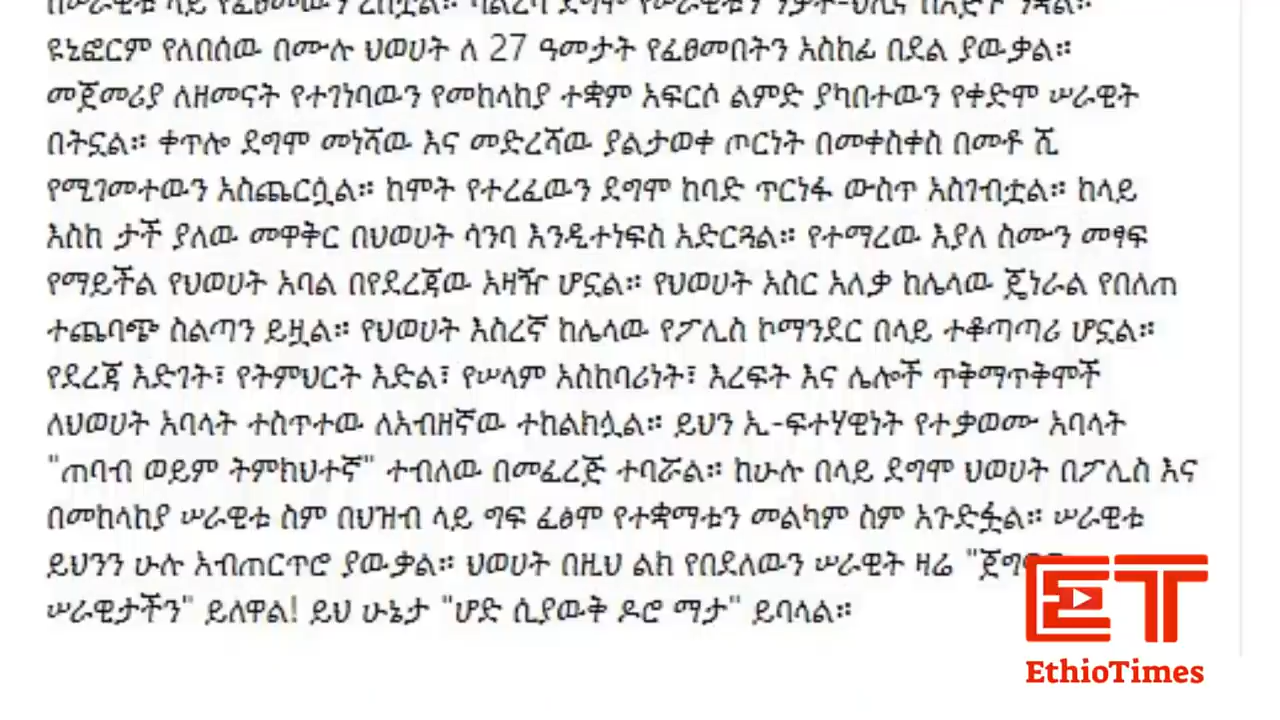 ዩኒፎርም የለበሰው በሙሉ ህወሀት ለ 27 ዓመታት የፈፀመበትን አስከፊ በደል ያውቃል።
መጀመሪያ ለዘመናት የተገነባውን የመከላከያ ተቋም አፍርሶ ልምድ ያካበተውን የቀድሞ ሠራዊት
በትኗል። ቀጥሎ ደግሞ መነሻው እና መድረሻው ያልታወቀ ጦርነት በመቀስቀስ በመቶ ሺ
የሚገመተውን አስጨርሷል። ከሞት የተረፈውን ደግሞ ከባድ ጥርነፋ ውስጥ አስገብቷል። ከላይ
እስከ ታች ያለው መዋቅር በህወሀት ሳንባ እንዲተነፍስ አድርጓል። የተማረው እያለ ስሙን መፃፍ
የማይችል የህወሀት አባል በየደረጃው አዛዥ ሆኗል። የህወሀት አስር አለቃ ከሌላው ጄነራል የበለጠ
ተጨባጭ ስልጣን ይዟል። የህወሀት እስረኛ ከሌላው የፖሊስ ኮማንደር በላይ ተቆጣጣሪ ሆኗል።
የደረጃ እድገት፣ የትምህርት እድል፣ የሠላም አስከባሪነት፣ እረፍት እና ሌሎች ጥቅማጥቅሞች
ለህወሀት አባላት ተሰጥተው ለአብዘኛው ተከልክሏል። ይህን ኢ-ፍተሃዊነት የተቃወሙ አባላት
"ጠባብ ወይም ትምክህተኛ" ተብለው በመፈረጅ ተባሯል። ከሁሉ በላይ ደግሞ ህወሀት በፖሊስ እና
በመከላከያ ሠራዊቱ ስም በህዝብ ላይ ግፍ ፈፅሞ የተቋማቱን መልካም ስም አጉድፏል። ሠራዊቱ
ይህንን ሁሉ አብጠርጥሮ ያውቃል። ህወሀት በዚህ ልክ የበደለውን ሠራዊት ዛሬ
ሠራዊታችን" ይለዋል! ይህ ሁኔታ "ሆድ ሲያውቅ ዶሮ ማታ" ይባላል።
ET
EthioTimes